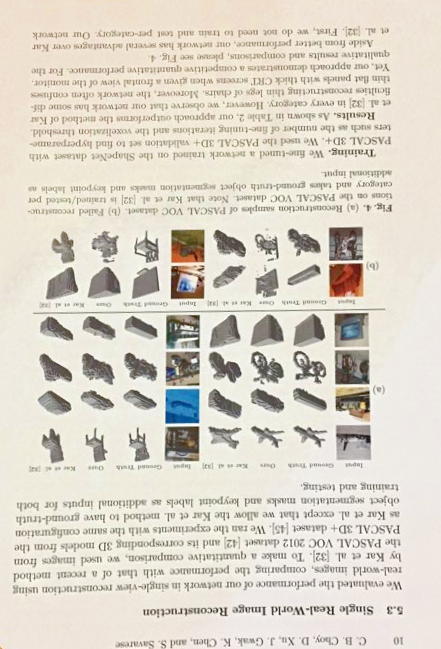 10 C. B. Choy, D. Xu, J. Gwak, K. Chen, and S. Savarese
5.3 Single Real-World Image Reconstruction
We evaluated the performance of our network in single-view reconstruction using
real-world images, comparing the performance with that of a recent method
by Kar et al. [32]. To make a quantitative comparison, we used images from
the PASCAL VOC 2012 dataset [42] and its corresponding 3D models from the
PASCAL 3D+ dataset [45]. We ran the experiments with the same configuration
as Kar et al. except that we allow the Kar et al. method to have ground-truth
object segmentation masks and keypoint labels as additional inputs for both
training and testing.
Input Ground Truth Ours Kar et al. [32] Input Ground Truth Ours Kar et al. [32]
(a)
Input Ground Truth Ours Kar et al. [32] Input Ground Truth Ours Kar et al. [32]
(b)
Fig. 4. (a) Reconstruction samples of PASCAL VOC dataset. (b) Failed reconstruc-
tions on the PASCAL VOC dataset. Note that Kar et al. [32] is trained/tested per
category and takes ground-truth object segmentation masks and keypoint labels as
additional input.
Training. We fine-tuned a network trained on the ShapeNet dataset with
PASCAL 3D+. We used the PASCAL 3D+ validation set to find hyperparame-
ters such as the number of fine-tuning iterations and the voxelization threshold.
Results. As shown in Table 2, our approach outperforms the method of Kar
et al. [32] in every category. However, we observe that our network has some dif-
ficulties reconstructing thin legs of chairs. Moreover, the network often confuses
thin flat panels with thick CRT screens when given a frontal view of the monitor.
Yet, our approach demonstrates a competitive quantitative performance. For the
qualitative results and comparisons, please see Fig. 4.
Aside from better performance, our network has several advantages over Kar
et al. [32]. First, we do not need to train and test per-category. Our network